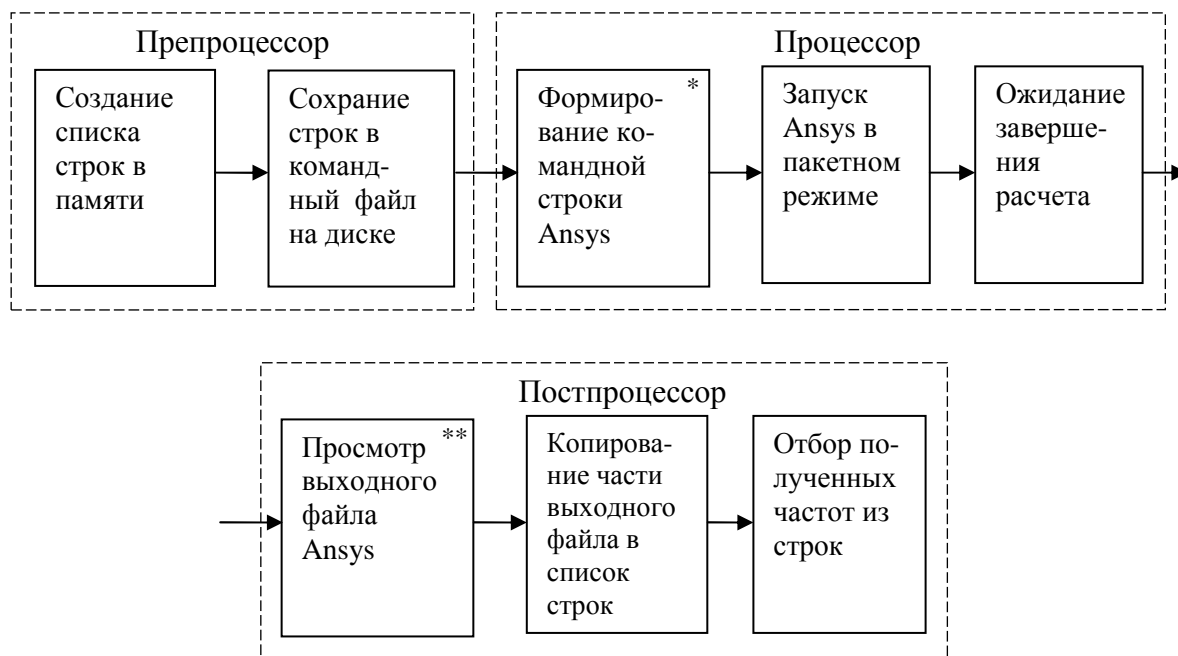 Препроцессор
Создание
списка
строк в
памяти
Сохрание
строк в
команд-
ный файл
на диске
Процессор
*
Формиро-
вание ко-
мандной
строки
Ansys
Запуск
Ansys в
пакетном
режиме
Ожидание
заверше-
ния
расчета
Постпроцессор
**
Просмотр
выходного
файла
Ansys
Копирова-
ние части
выходного
файла в
список
строк
Отбор по-
лученных
частот из
строк